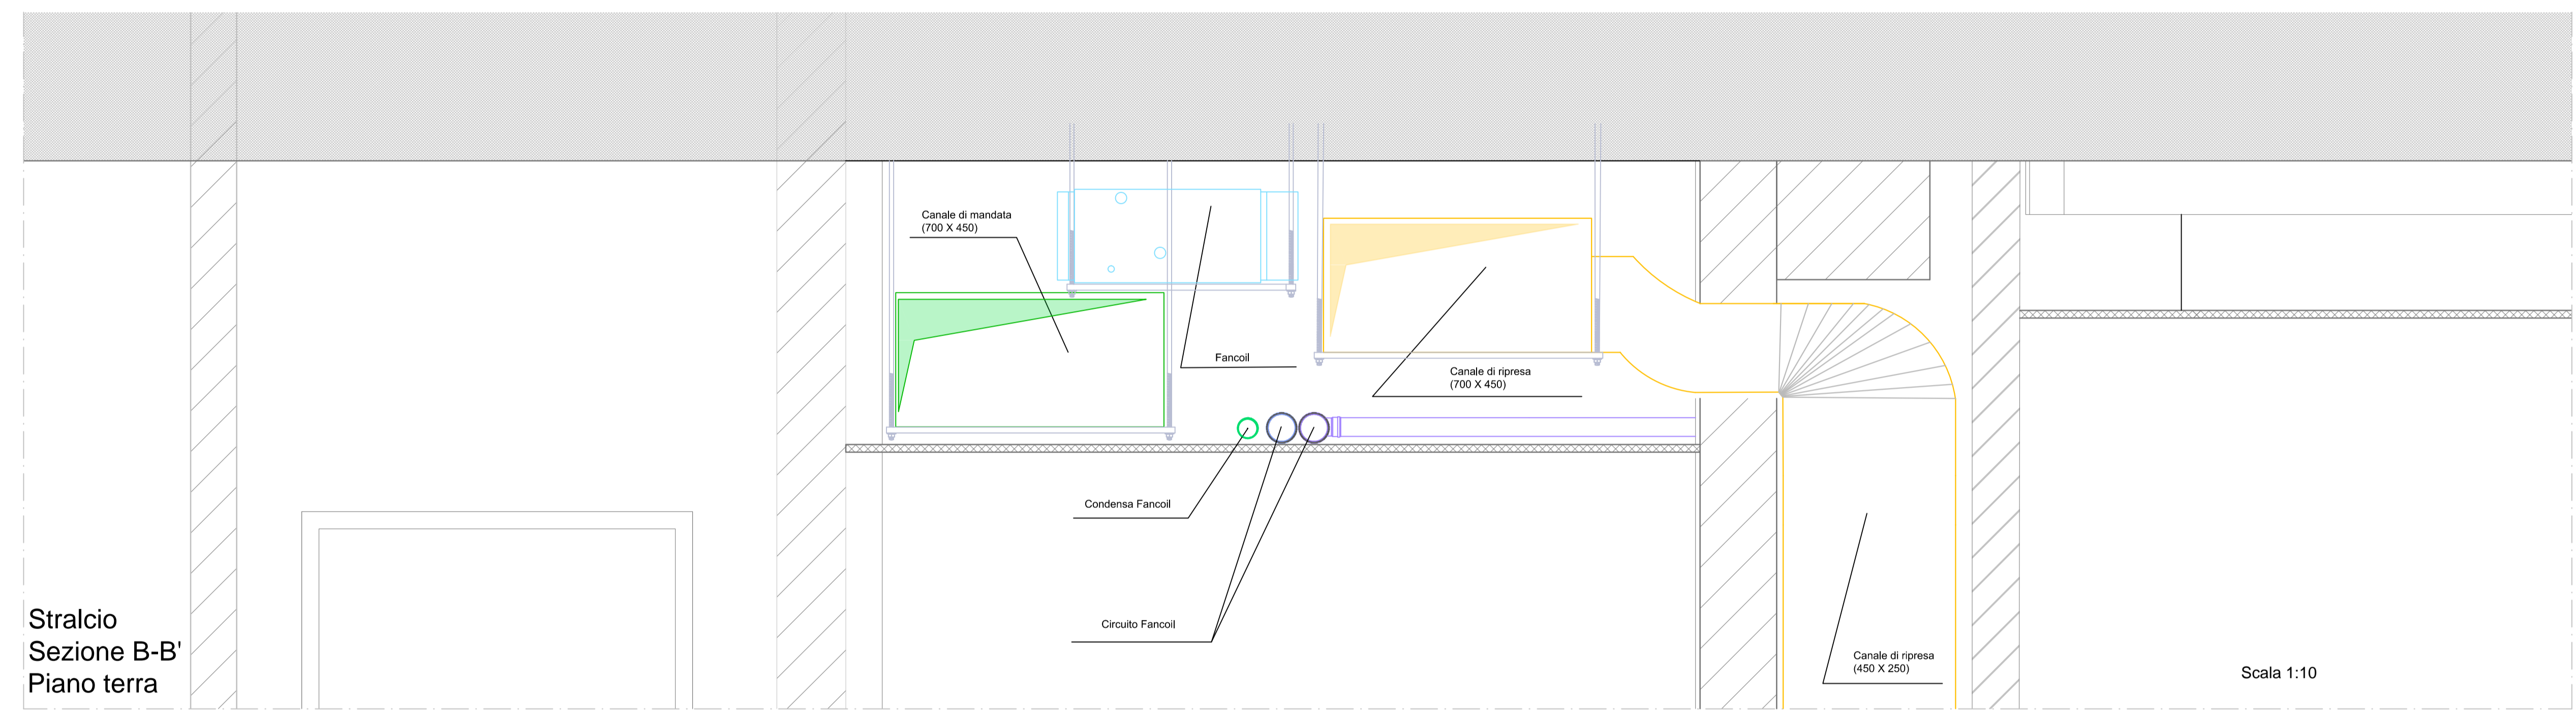 Canale di mandata
(700 X 450)
Fancoil
Canale di ripresa
(700 X 450)
Condensa Fancoil
Circuito Fancoil
Canale di ripresa
(450 X 250)
Stralcio
Sezione B-B'
Piano terra
Scala 1:10